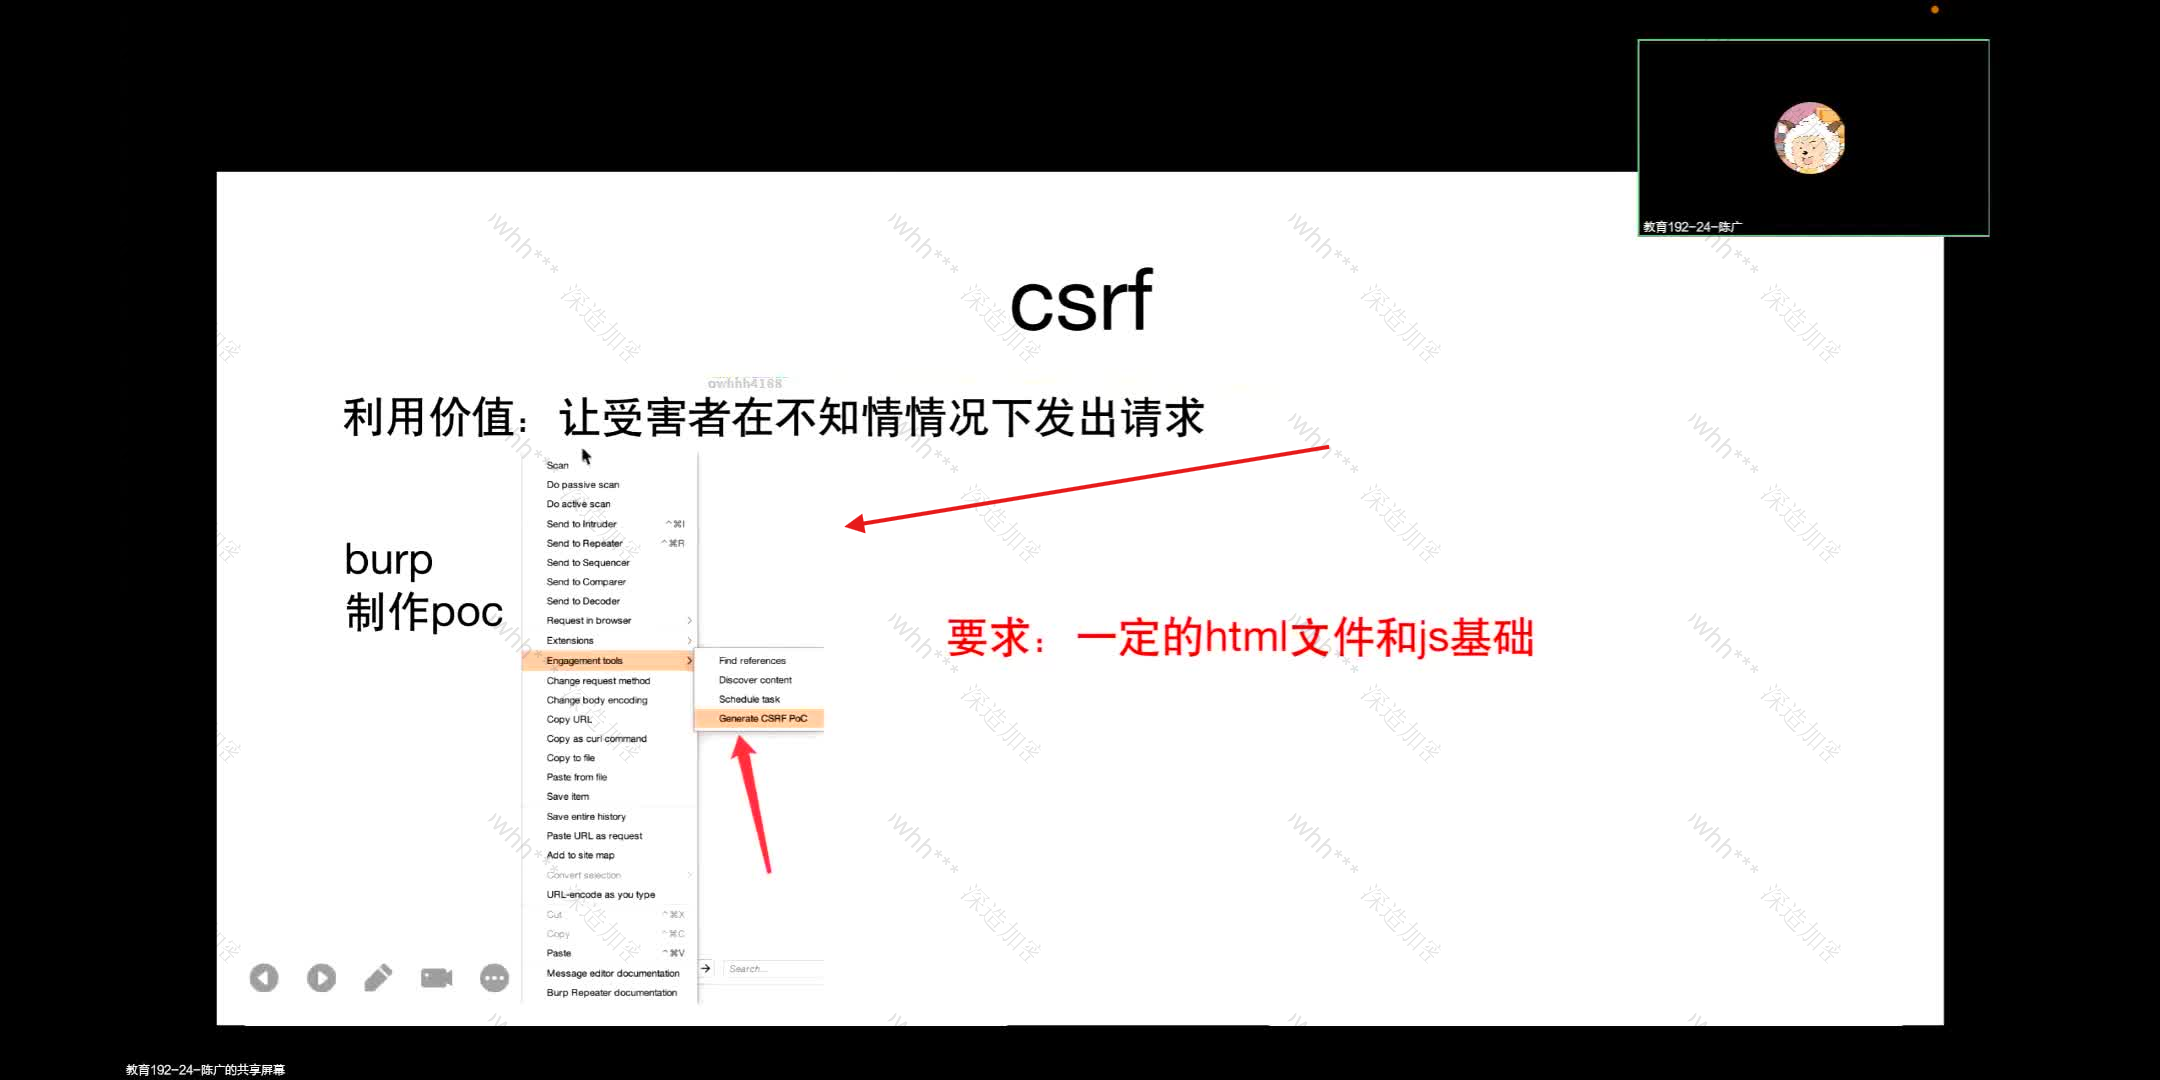 教育192-24-陈广
csrf
owhhh4188
利用价值：让受害者在不知情情况下发出请求
Scan
Do passive scan
Do active scan
Send to Intruder ^⌘I
Send to Repeater ^⌘R
Send to Sequencer
Send to Comparer
Send to Decoder
Request in browser
Extensions
Engagement tools
Change request method
Change body encoding
Copy URL
Copy as curl command
Copy to file
Paste from file
Save item
Save entire history
Paste URL as request
Add to site map
Convert selection
URL-encode as you type
Cut ^⌘X
Copy ^⌘C
Paste ^⌘V
Message editor documentation
Burp Repeater documentation
Find references
Discover content
Schedule task
Generate CSRF PoC
Search...
burp
制作poc
要求：一定的html文件和js基础
教育192-24-陈广的共享屏幕